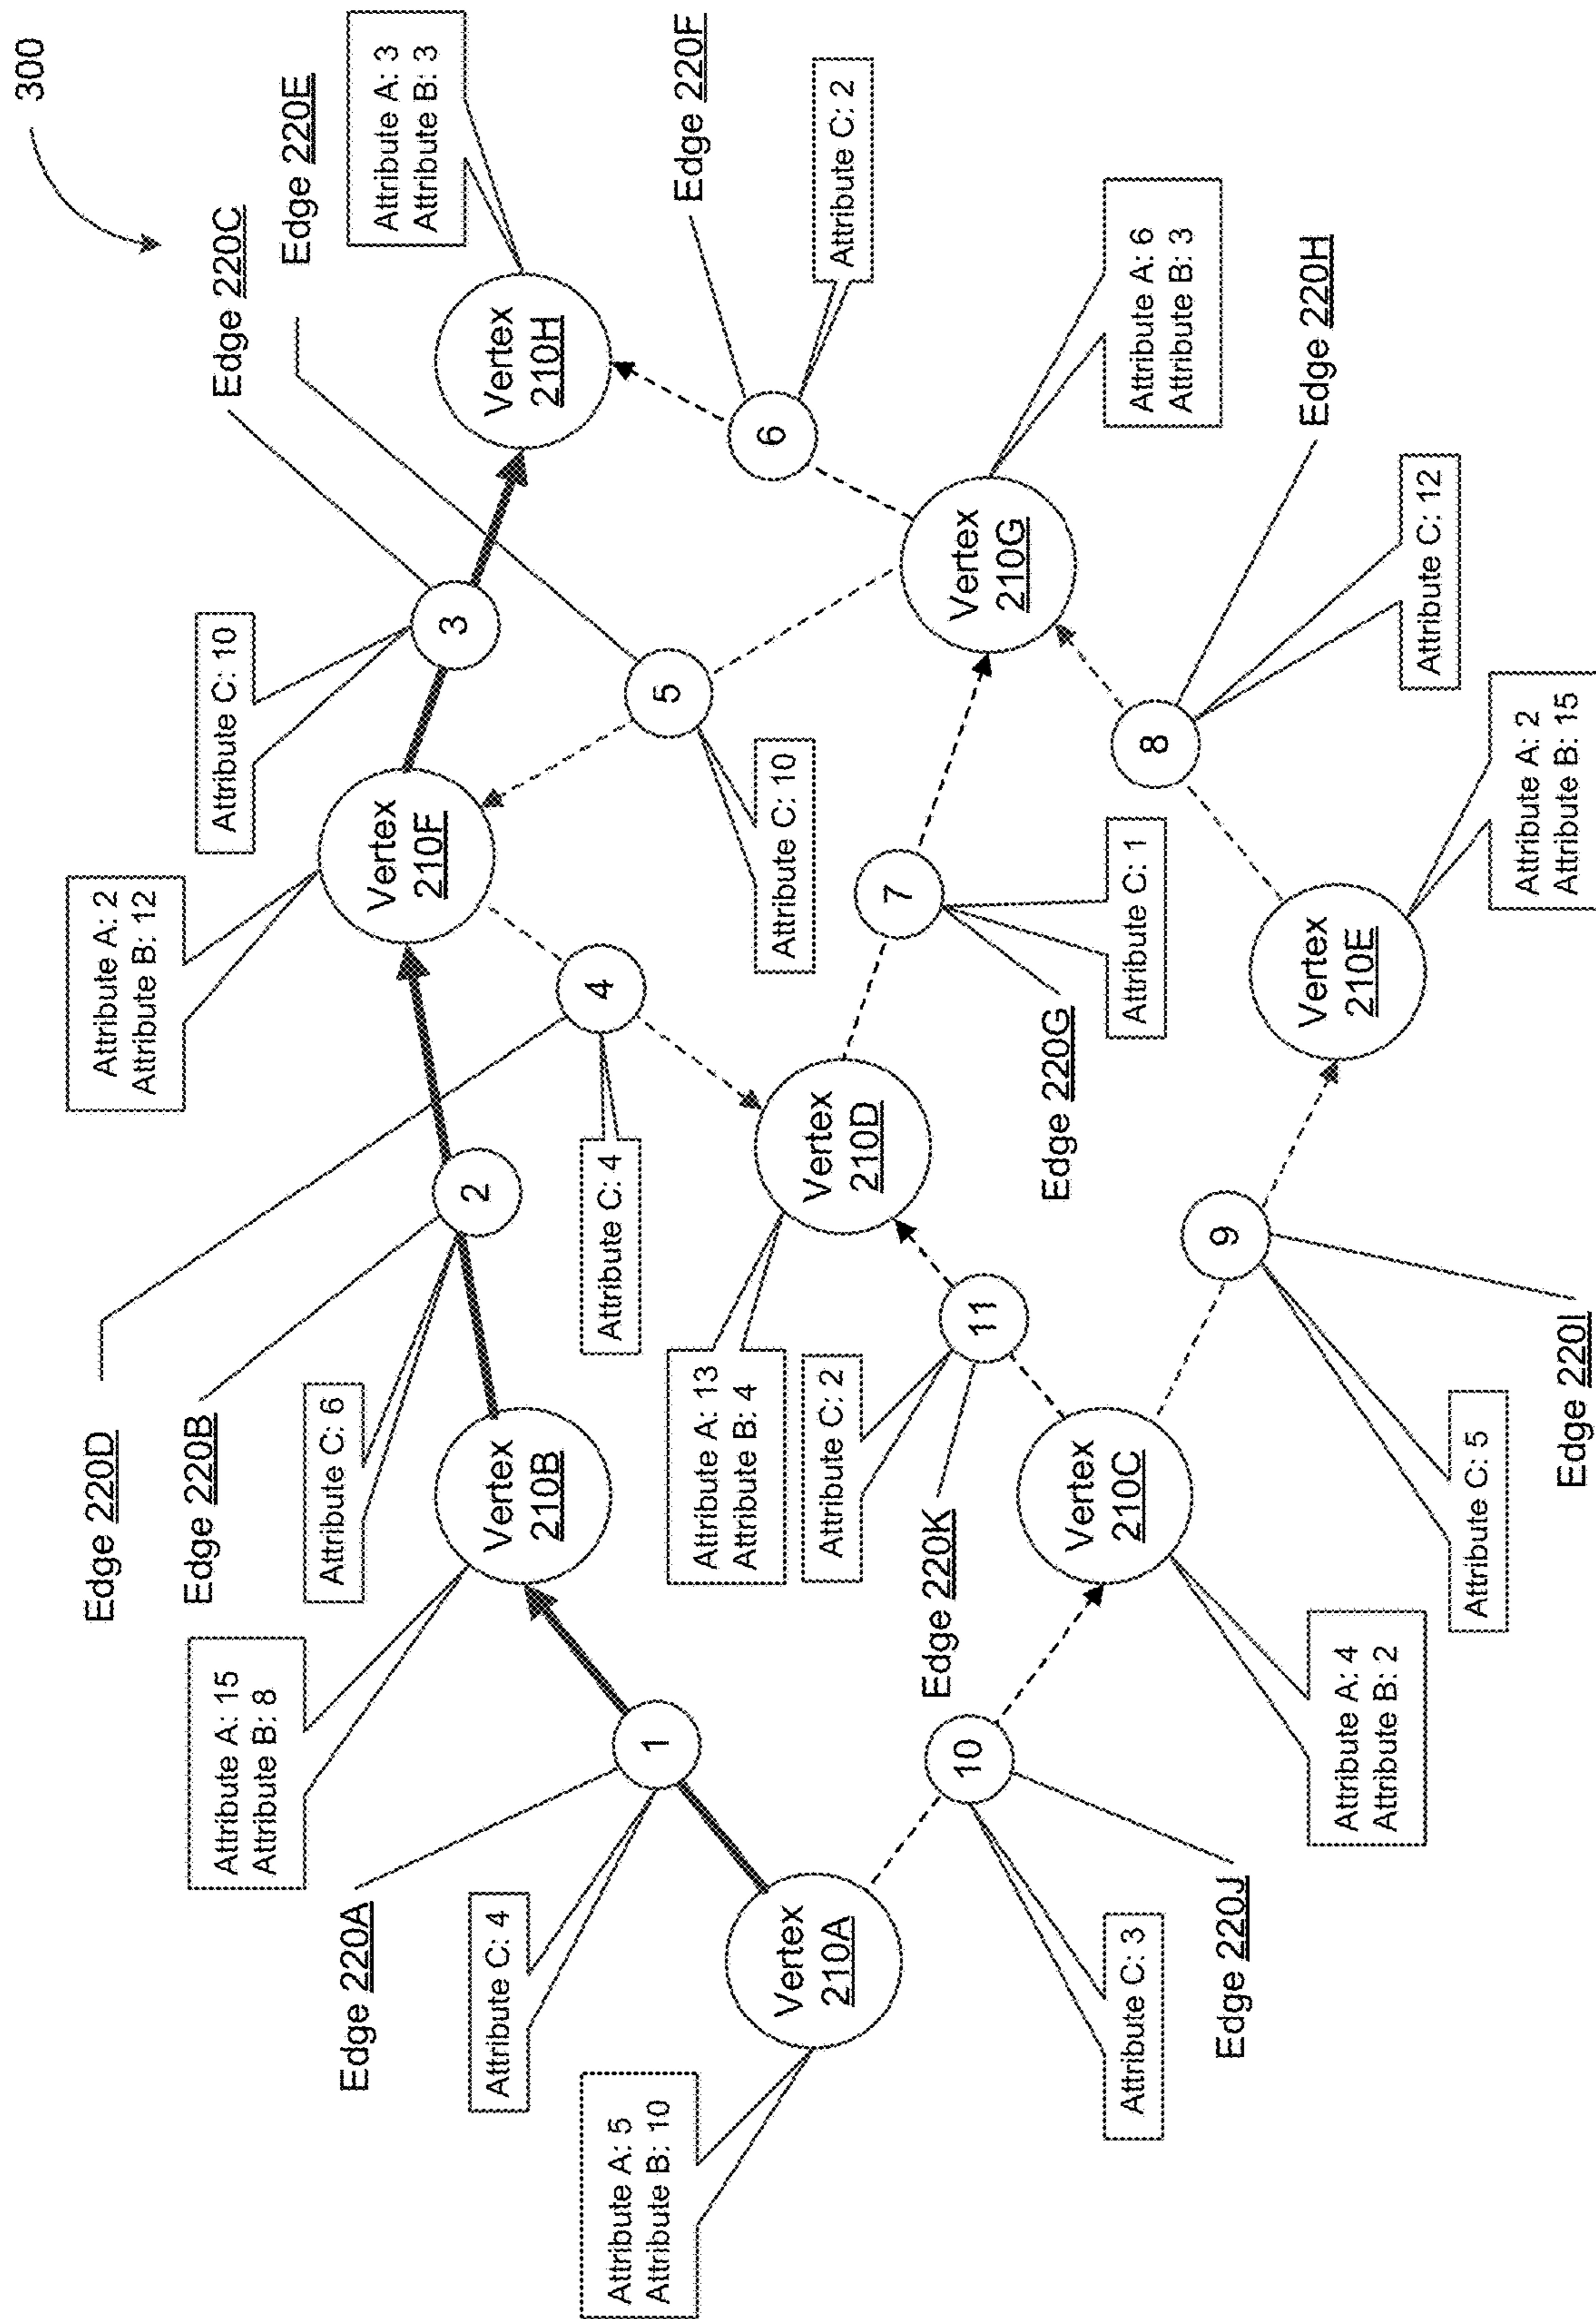 300
Edge 220C
Edge 220E
Attribute A: 3
Attribute B: 3
Edge 220F
Attribute C: 2
Vertex
210H
6
Attribute C: 10
3
Attribute A: 6
Attribute B: 3
Vertex
210G
Edge 220H
5
Attribute C: 10
Attribute C: 12
8
Attribute A: 2
Attribute B: 12
Vertex
210F
7
Attribute C: 1
Attribute A: 2
Attribute B: 15
Vertex
210E
4
Attribute C: 4
Edge 220G
Vertex
210D
2
9
Edge 220D
Edge 220B
Attribute C: 6
Attribute A: 13
Attribute B: 4
Attribute C: 2
11
Edge 220I
Vertex
210B
Edge 220K
Vertex
210C
Attribute C: 5
Attribute A: 15
Attribute B: 8
1
10
Attribute A: 4
Attribute B: 2
Edge 220A
Attribute C: 4
Vertex
210A
Attribute C: 3
Edge 220J
Attribute A: 5
Attribute B: 10